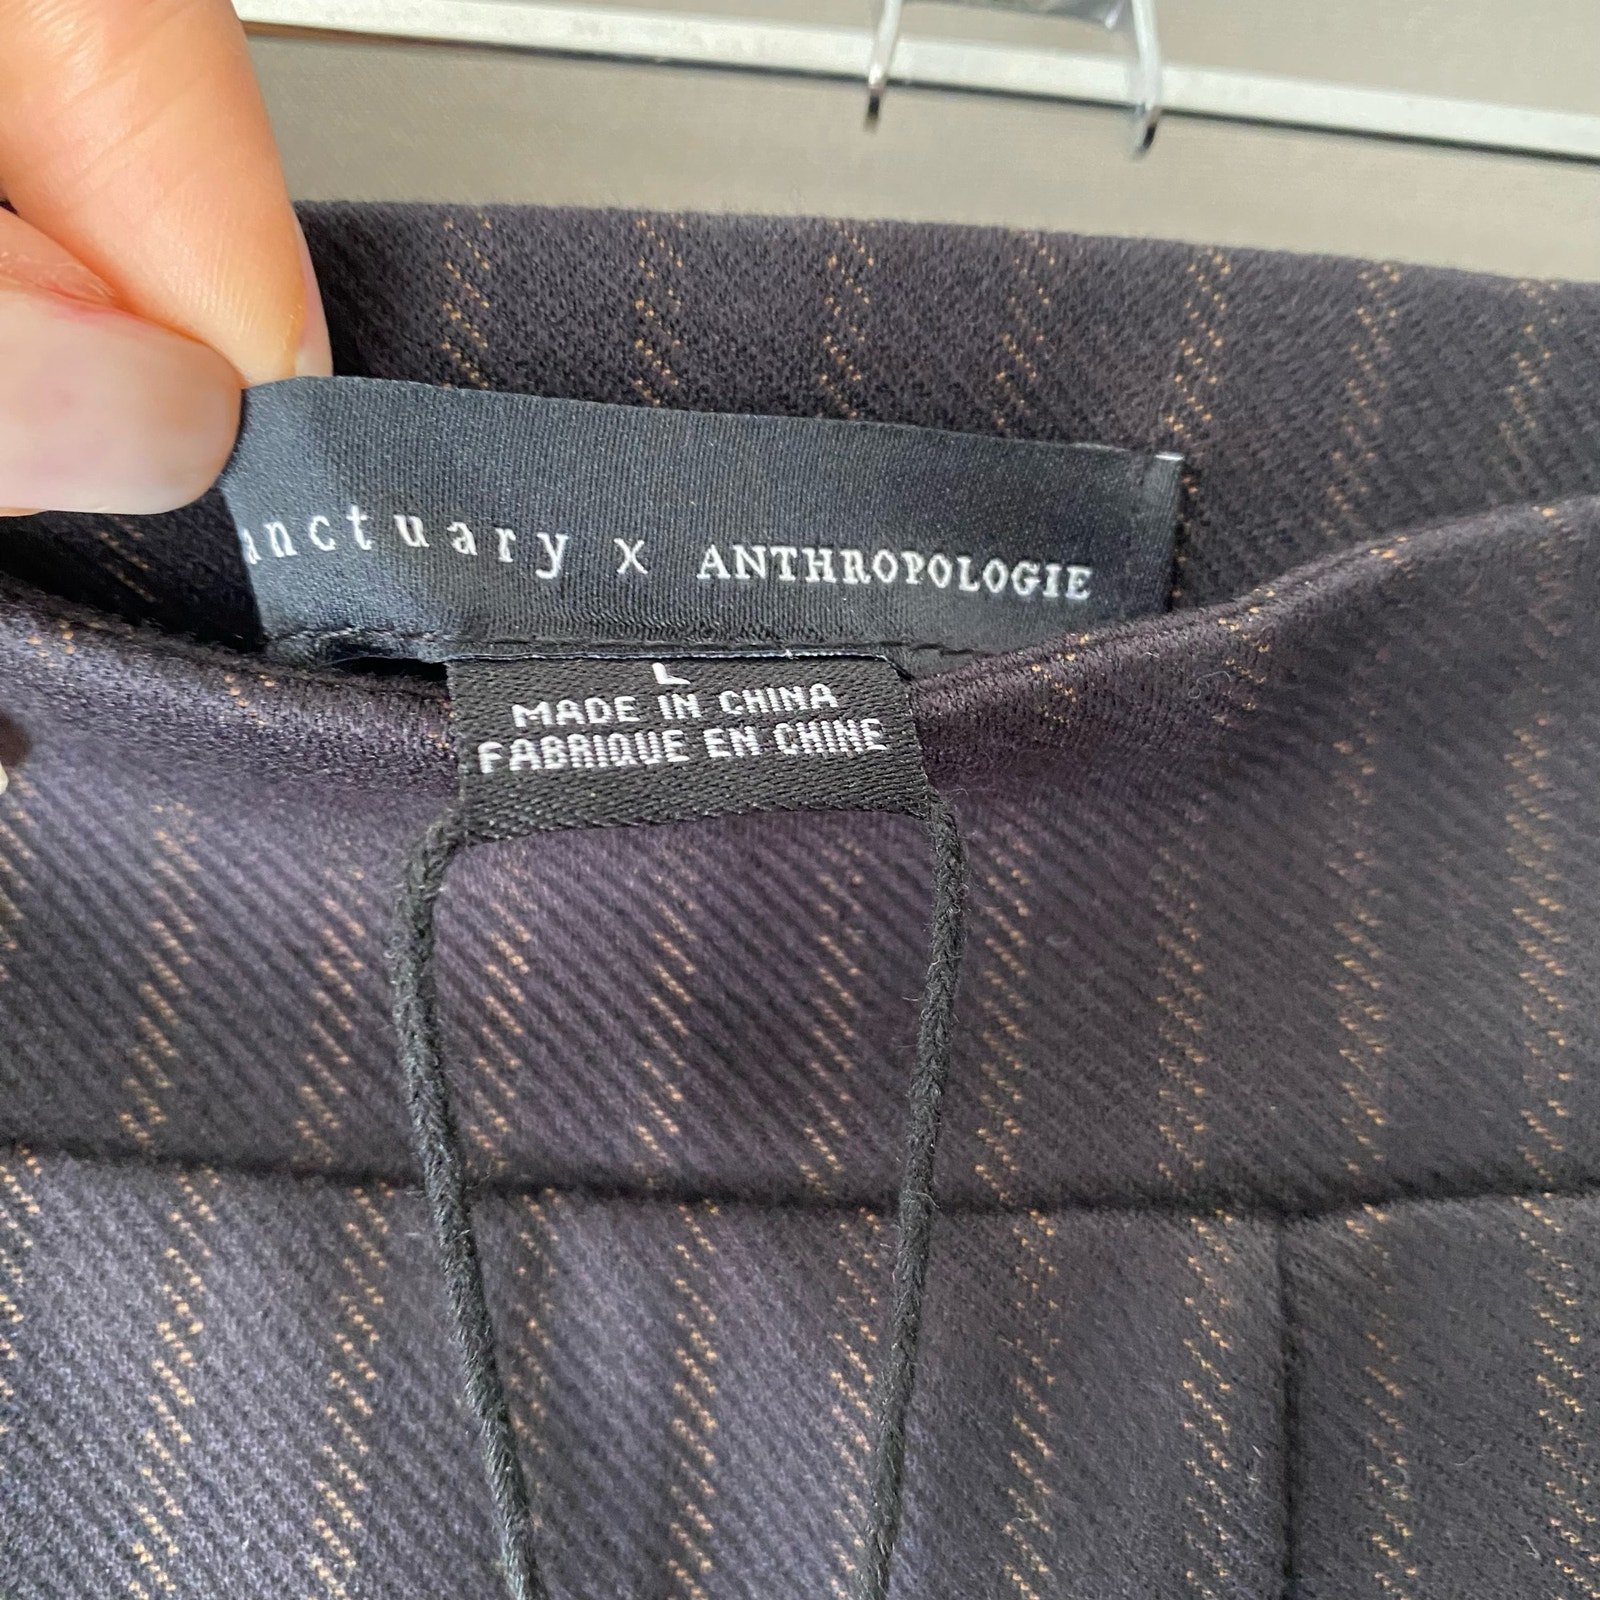 anctuary x ANTHROPOLOGIE
L
MADE IN CHINA
FABRIQUE EN CHINE